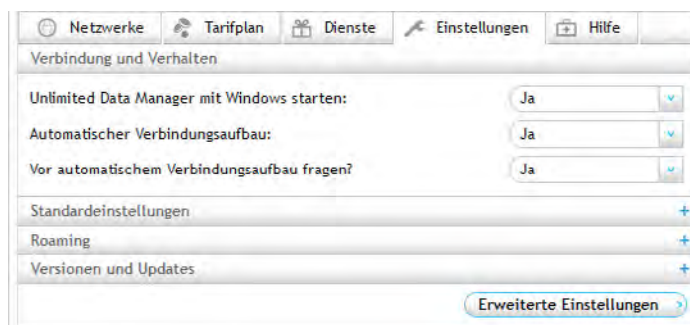 Netzwerke Tarifplan Dienste Einstellungen Hilfe
Verbindung und Verhalten
Unlimited Data Manager mit Windows starten: Ja
Automatischer Verbindungsaufbau: Ja
Vor automatischem Verbindungsaufbau fragen? Ja
Standardeinstellungen +
Roaming +
Versionen und Updates +
Erweiterte Einstellungen